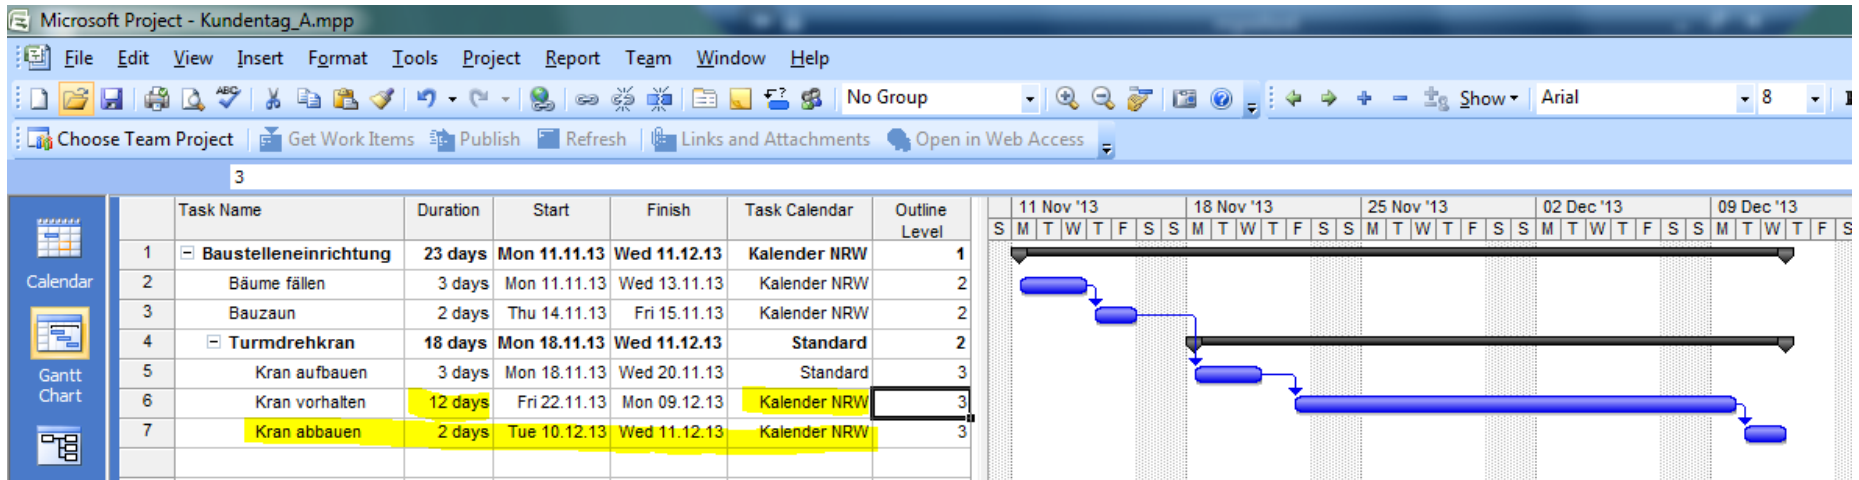 Microsoft Project - Kundentag_A.mpp
File Edit View Insert Format Tools Project Report Team Window Help
ABC No Group Show Arial 8
Choose Team Project Get Work Items Publish Refresh Links and Attachments Open in Web Access
3
Task Name Duration Start Finish Task Calendar Outline Level 11 Nov '13 18 Nov '13 25 Nov '13 02 Dec '13 09 Dec '13
S M T W T F S S M T W T F S S M T W T F S S M T W T F S S M T W T F S
1 Baustelleneinrichtung 23 days Mon 11.11.13 Wed 11.12.13 Kalender NRW 1
Calendar 2 Bäume fällen 3 days Mon 11.11.13 Wed 13.11.13 Kalender NRW 2
3 Bauzaun 2 days Thu 14.11.13 Fri 15.11.13 Kalender NRW 2
4 Turmdrehkran 18 days Mon 18.11.13 Wed 11.12.13 Standard 2
Gantt Chart 5 Kran aufbauen 3 days Mon 18.11.13 Wed 20.11.13 Standard 3
6 Kran vorhalten 12 days Fri 22.11.13 Mon 09.12.13 Kalender NRW 3
7 Kran abbauen 2 days Tue 10.12.13 Wed 11.12.13 Kalender NRW 3